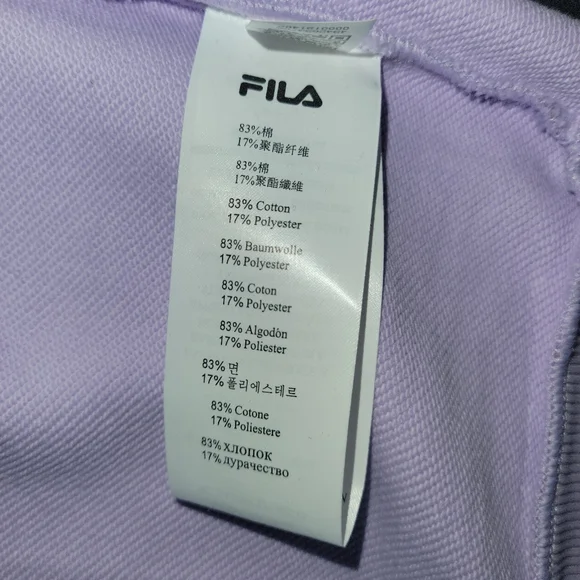 FILA
83%棉
17%聚酯纤维
83%棉
17%聚酯纖維
83% Cotton
17% Polyester
83% Baumwolle
17% Polyester
83% Coton
17% Polyester
83% Algodón
17% Poliester
83% 면
17% 폴리에스테르
83% Cotone
17% Poliestere
83% ХЛОПОК
17% дурачество